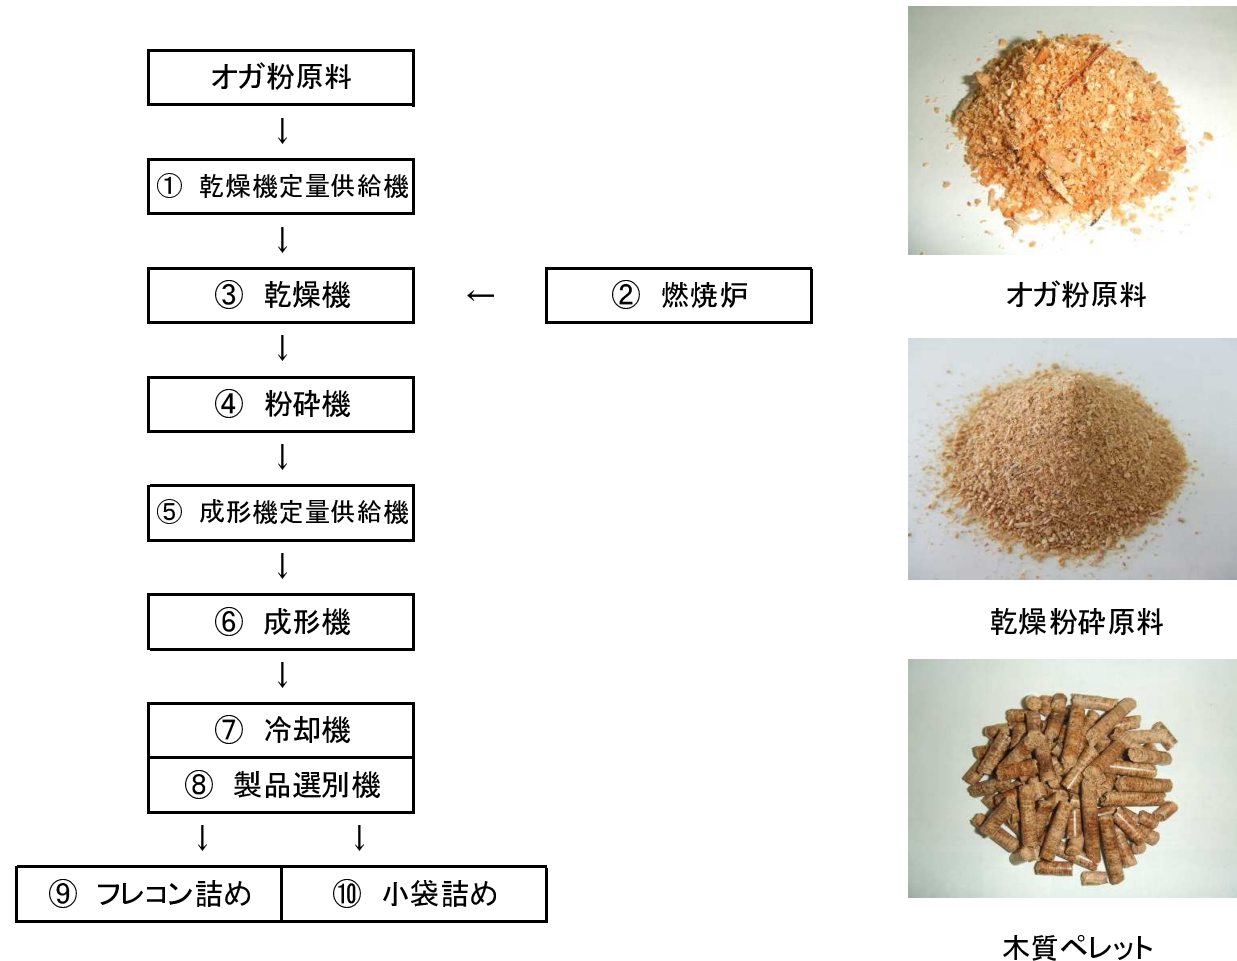 オガ粉原料
↓
① 乾燥機定量供給機
↓
③ 乾燥機 ← ② 燃焼炉
↓
④ 粉砕機
↓
⑤ 成形機定量供給機
↓
⑥ 成形機
↓
⑦ 冷却機
⑧ 製品選別機
↓ ↓
⑨ フレコン詰め ⑩ 小袋詰め
オガ粉原料
乾燥粉砕原料
木質ペレット